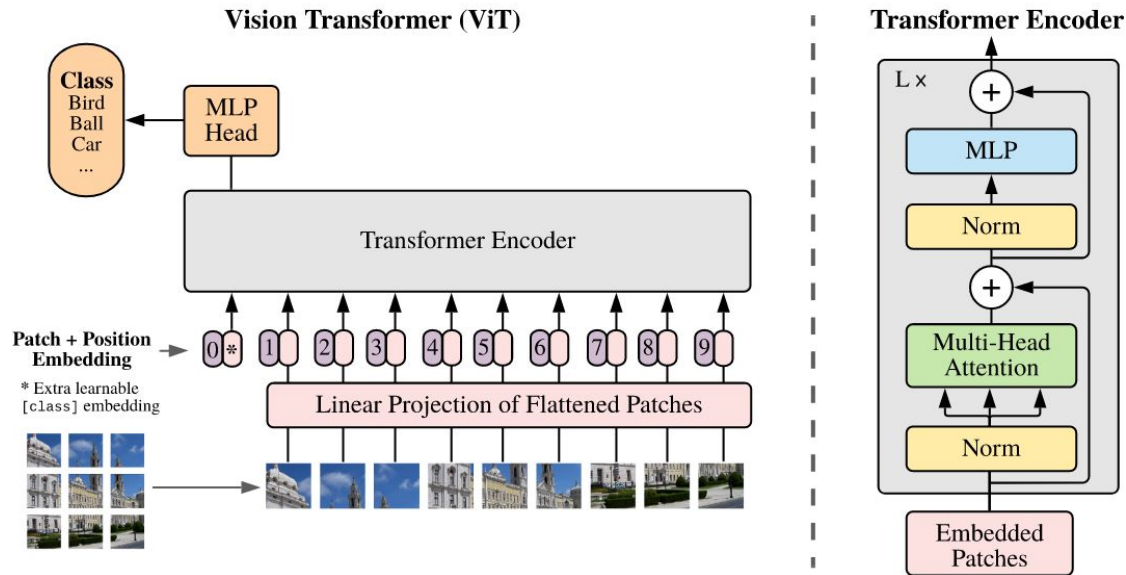 Vision Transformer (ViT)
Class
Bird
Ball
Car
...
MLP
Head
Transformer Encoder
Patch + Position
Embedding
0 * 1 2 3 4 5 6 7 8 9
* Extra learnable
[class] embedding
Linear Projection of Flattened Patches
Transformer Encoder
L ×
+
MLP
Norm
+
Multi-Head
Attention
Norm
Embedded
Patches